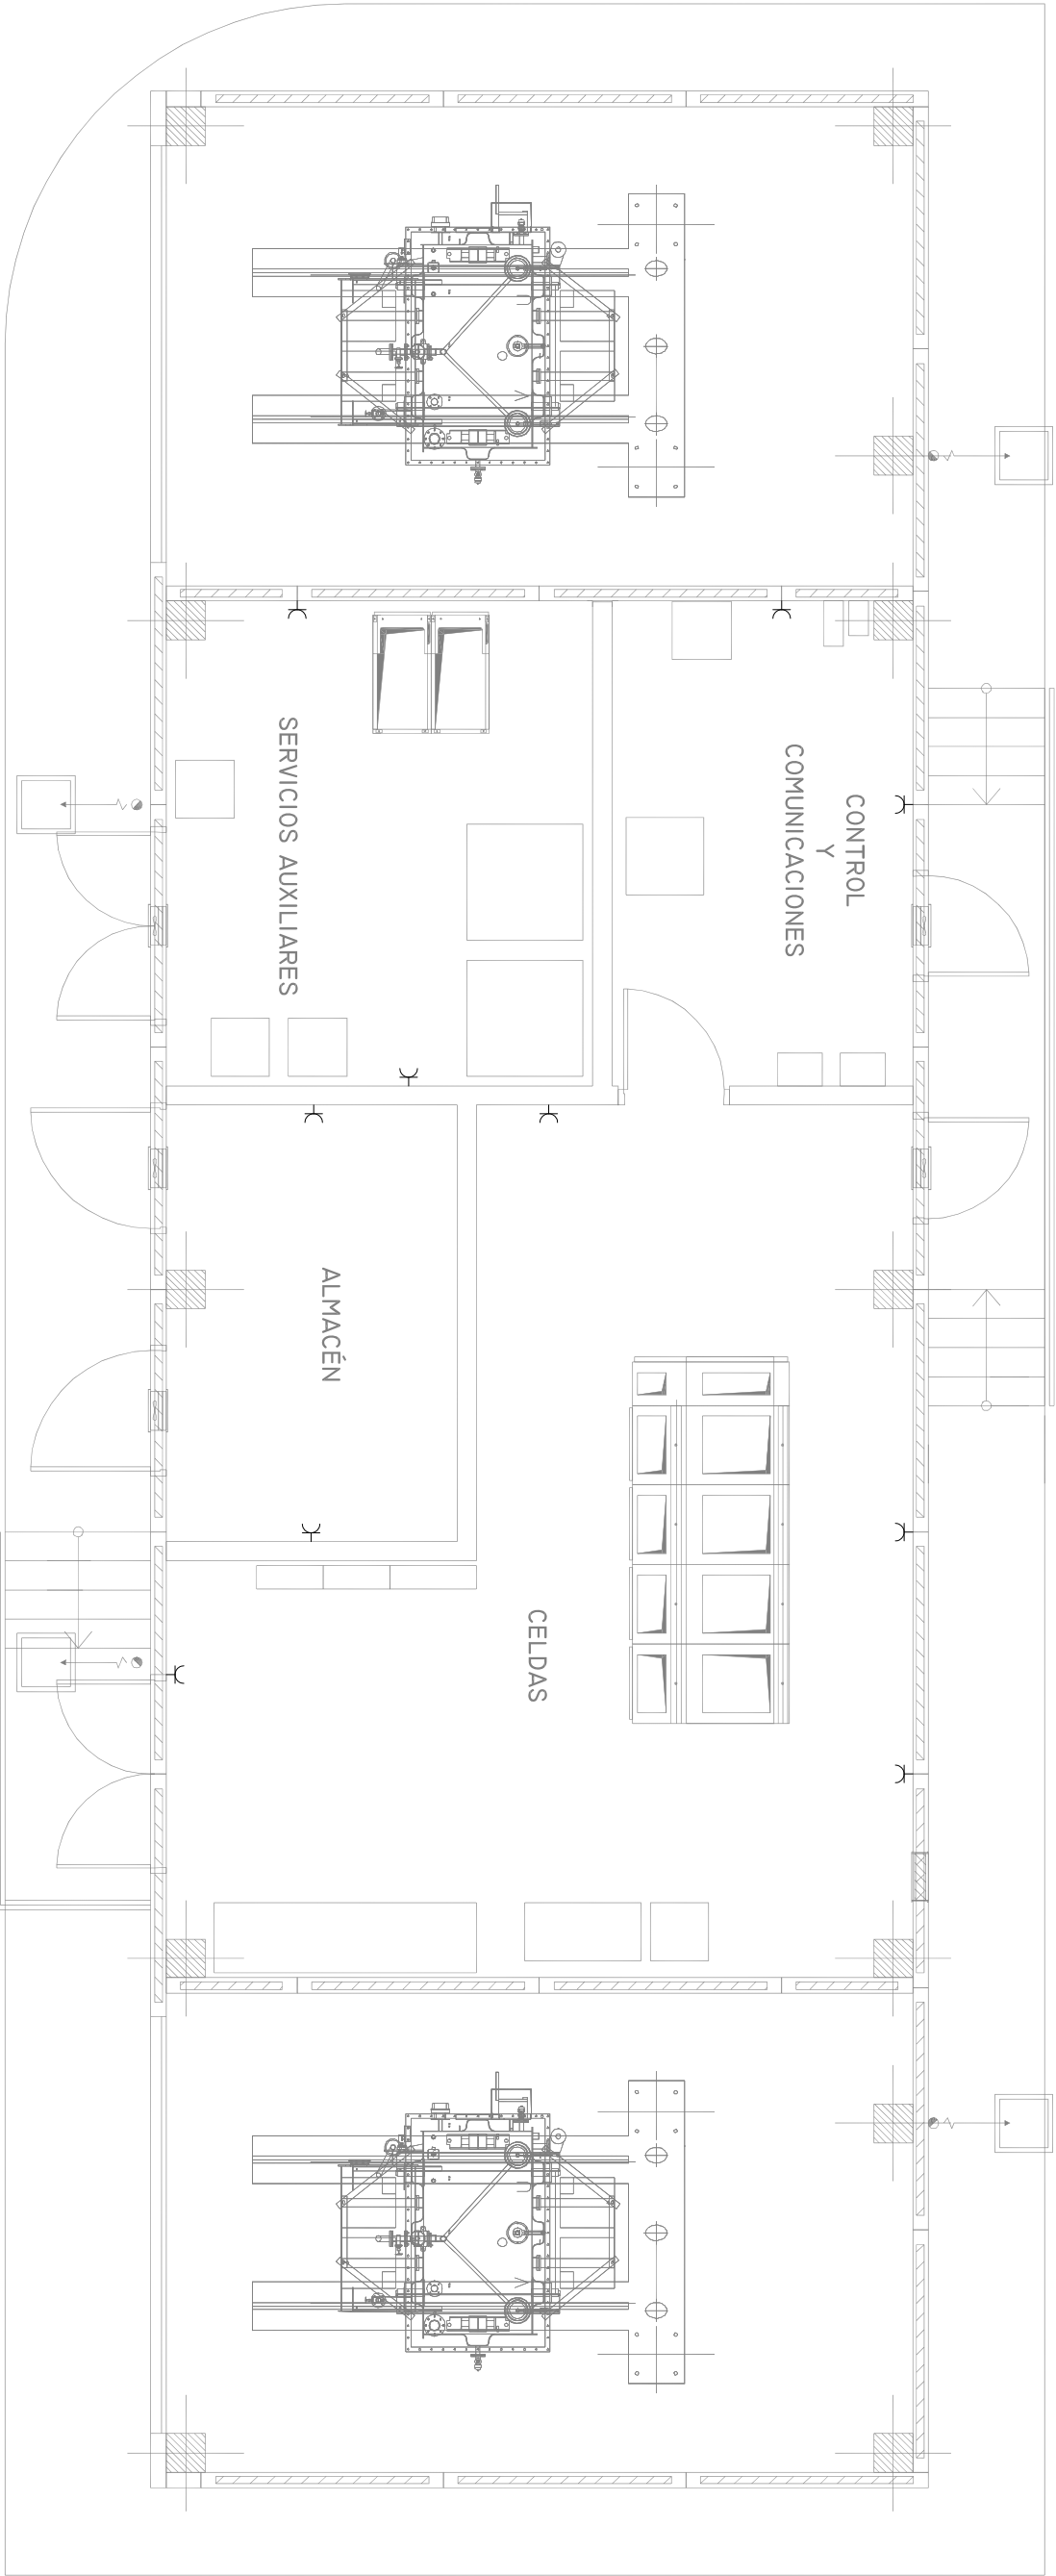 SERVICIOS AUXILIARES
CONTROL
Y
COMUNICACIONES
ALMACÉN
CELDAS